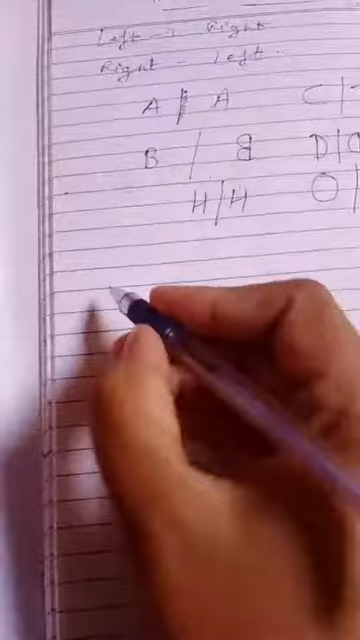 Left → Right
Right - Left
A | A C |
B | B D |
H | H O |